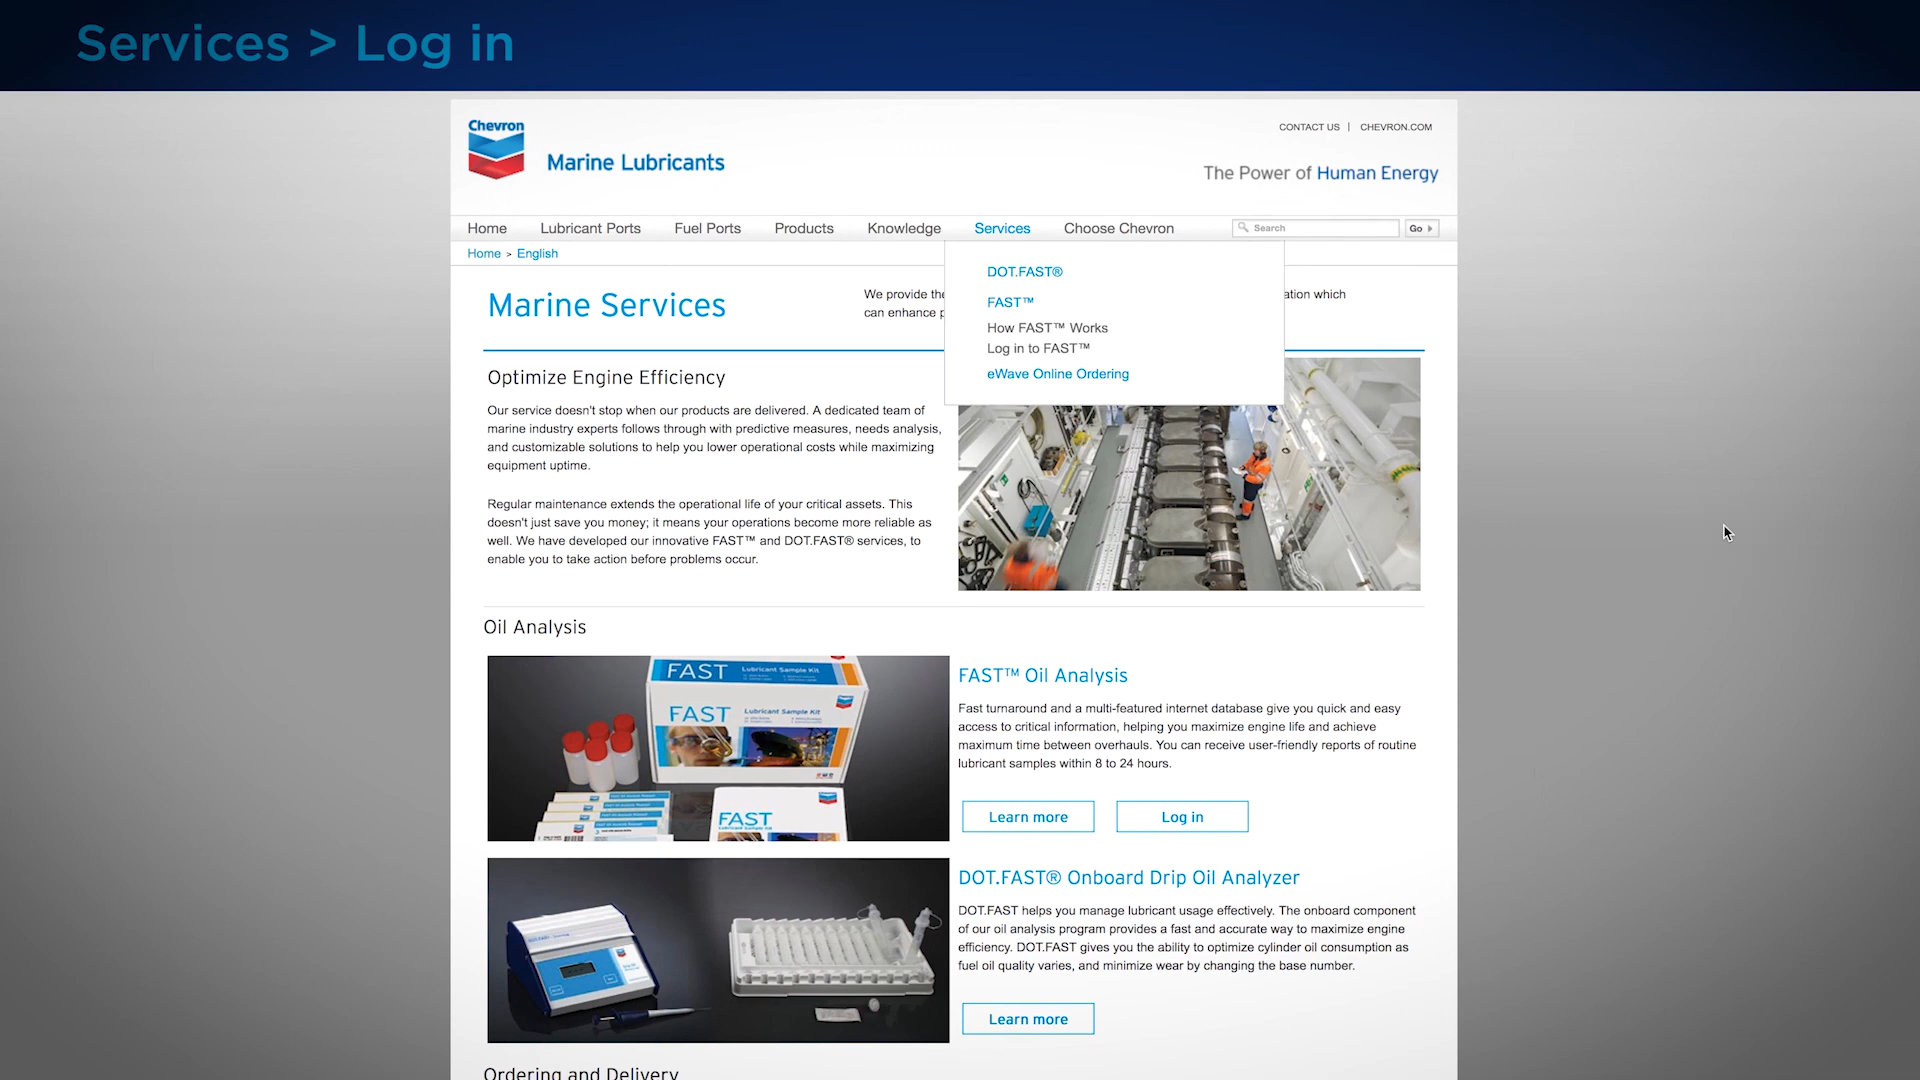 Services > Log in
Chevron
Marine Lubricants
CONTACT US | CHEVRON.COM
The Power of Human Energy
Home Lubricant Ports Fuel Ports Products Knowledge Services Choose Chevron Search Go
Home > English
DOT.FAST®
FAST™
How FAST™ Works
Log in to FAST™
eWave Online Ordering
Marine Services
We provide the ation which
can enhance p
Optimize Engine Efficiency
Our service doesn't stop when our products are delivered. A dedicated team of
marine industry experts follows through with predictive measures, needs analysis,
and customizable solutions to help you lower operational costs while maximizing
equipment uptime.
Regular maintenance extends the operational life of your critical assets. This
doesn't just save you money; it means your operations become more reliable as
well. We have developed our innovative FAST™ and DOT.FAST® services, to
enable you to take action before problems occur.
Oil Analysis
FAST Lubricant Sample Kit
FAST Lubricant Sample Kit
FAST
Lubricant Sample Kit
FAST™ Oil Analysis
Fast turnaround and a multi-featured internet database give you quick and easy
access to critical information, helping you maximize engine life and achieve
maximum time between overhauls. You can receive user-friendly reports of routine
lubricant samples within 8 to 24 hours.
Learn more Log in
DOT.FAST® Onboard Drip Oil Analyzer
DOT.FAST helps you manage lubricant usage effectively. The onboard component
of our oil analysis program provides a fast and accurate way to maximize engine
efficiency. DOT.FAST gives you the ability to optimize cylinder oil consumption as
fuel oil quality varies, and minimize wear by changing the base number.
Learn more
Ordering and Delivery